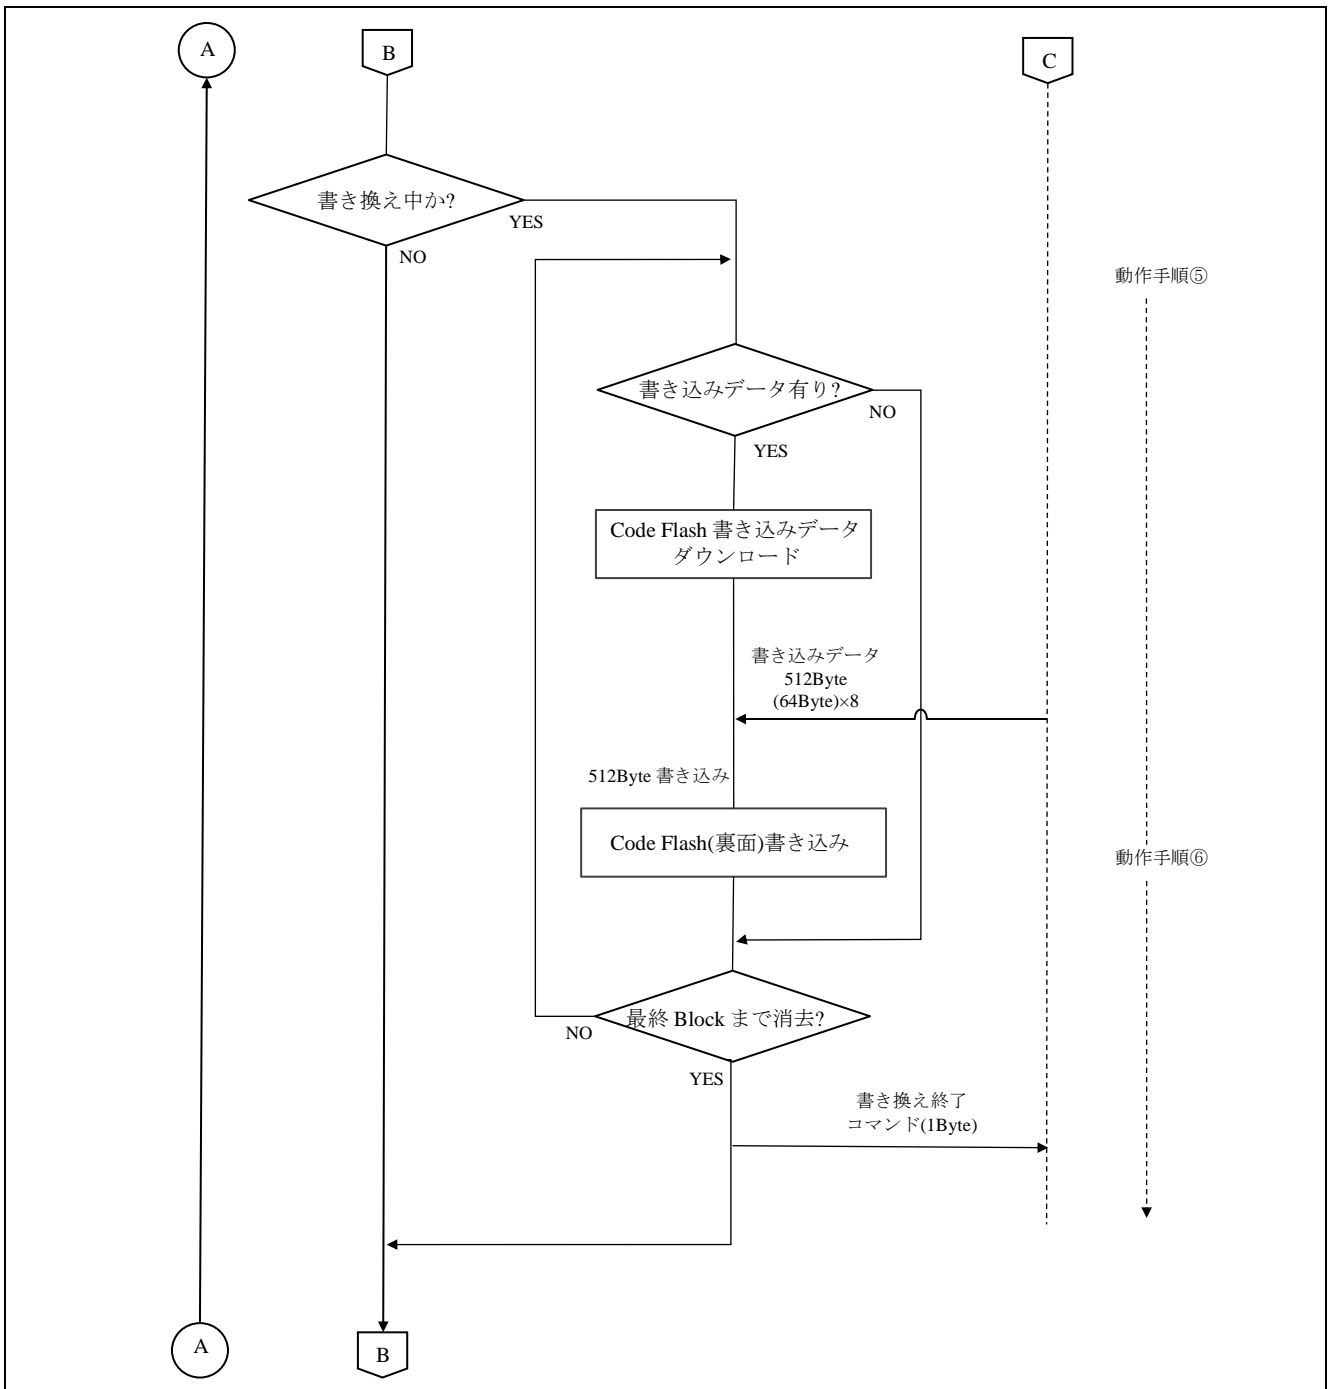 A
B
C
書き換え中か?
YES
NO
動作手順⑤
書き込みデータ有り?
NO
YES
Code Flash 書き込みデータ
ダウンロード
書き込みデータ
512Byte
(64Byte)×8
512Byte 書き込み
Code Flash(裏面)書き込み
動作手順⑥
最終 Block まで消去?
NO
YES
書き換え終了
コマンド(1Byte)
A
B